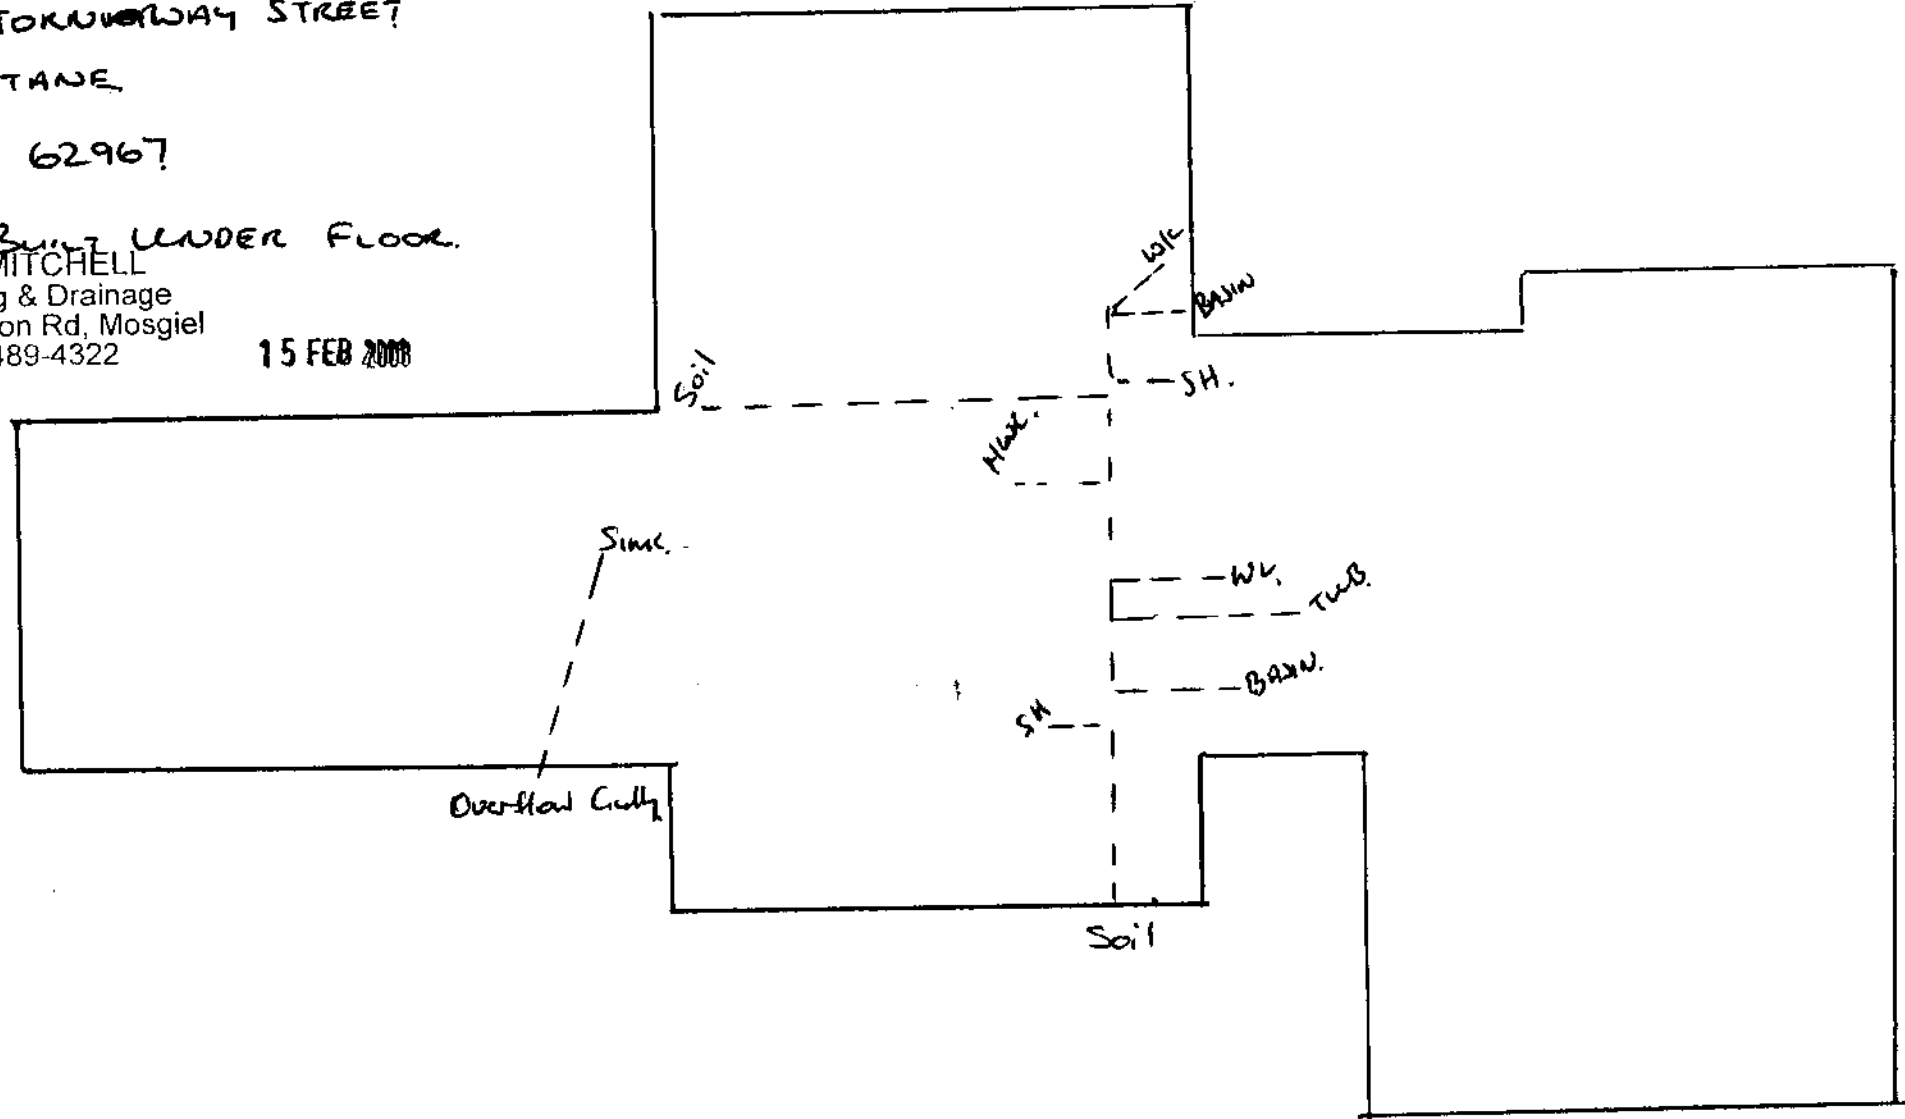 STREET
TANE
62967
BUILT UNDER FLOOR.
MITCHELL
g & Drainage
on Rd, Mosgiel
489-4322
15 FEB
W/C
BASIN
SH.
Soil
Sink.
TUB.
BASIN.
SH
Overflow Gully
Soil